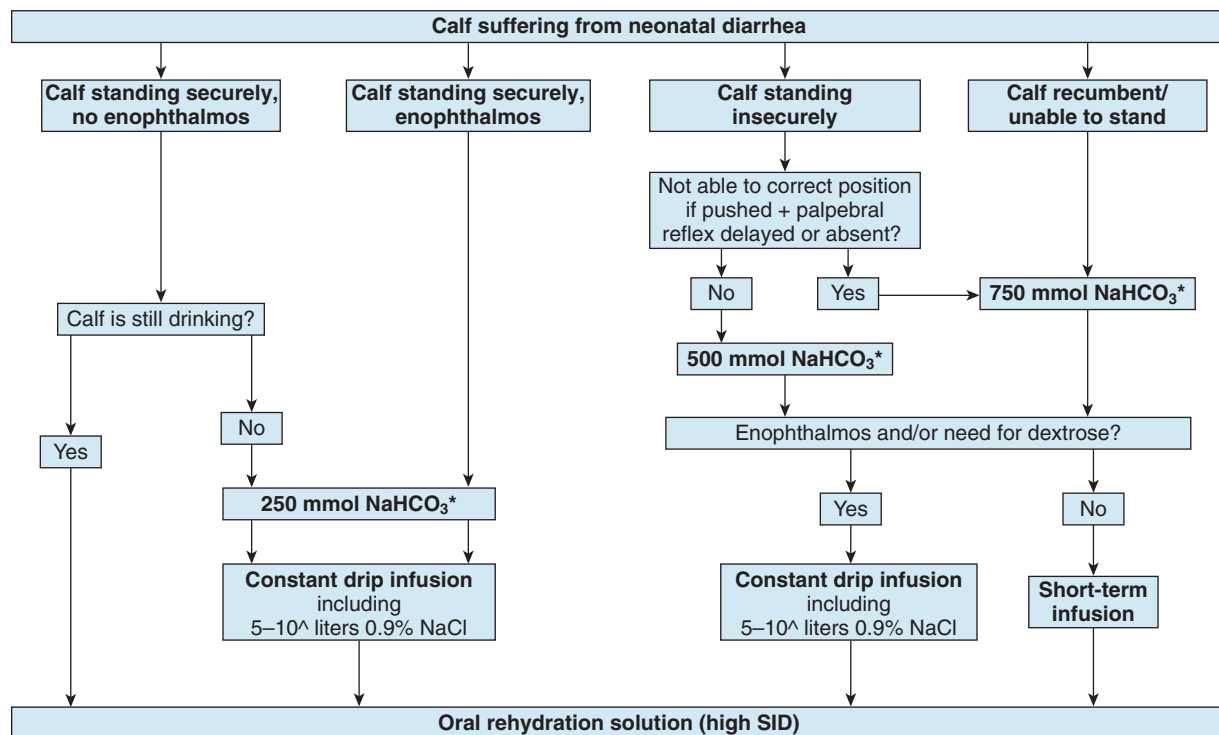 Calf suffering from neonatal diarrhea
Calf standing securely,
no enophthalmos
Calf standing securely,
enophthalmos
Calf standing
insecurely
Calf recumbent/
unable to stand
Not able to correct position
if pushed + palpebral
reflex delayed or absent?
No
Yes
750 mmol NaHCO₃*
Calf is still drinking?
500 mmol NaHCO₃*
Yes
No
Enophthalmos and/or need for dextrose?
250 mmol NaHCO₃*
Yes
No
Constant drip infusion
including
5–10^ liters 0.9% NaCl
Constant drip infusion
including
5–10^ liters 0.9% NaCl
Short-term
infusion
Oral rehydration solution (high SID)